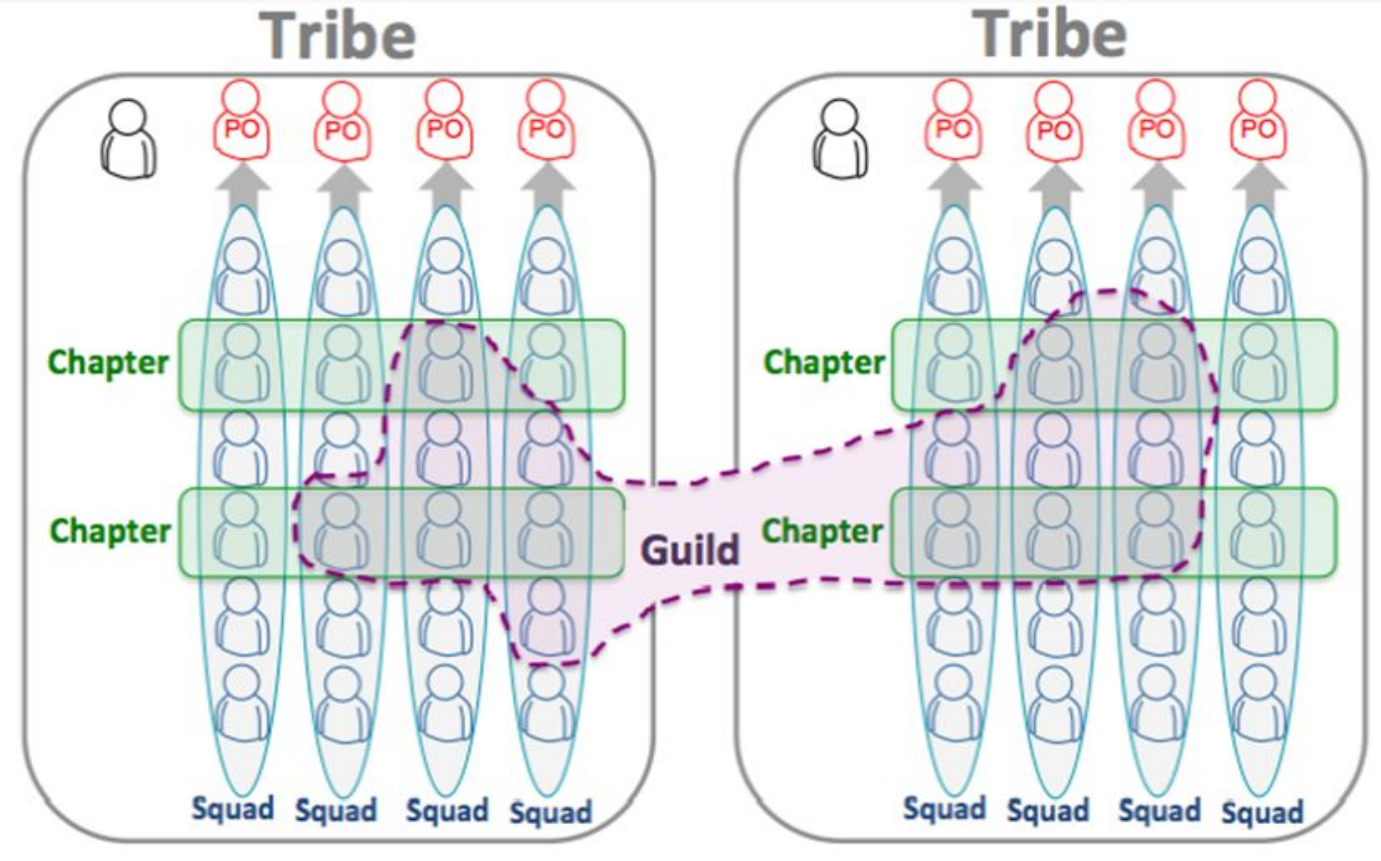 Tribe Tribe
PO PO PO PO PO PO PO PO
Chapter Chapter
Chapter Guild Chapter
Squad Squad Squad Squad Squad Squad Squad Squad